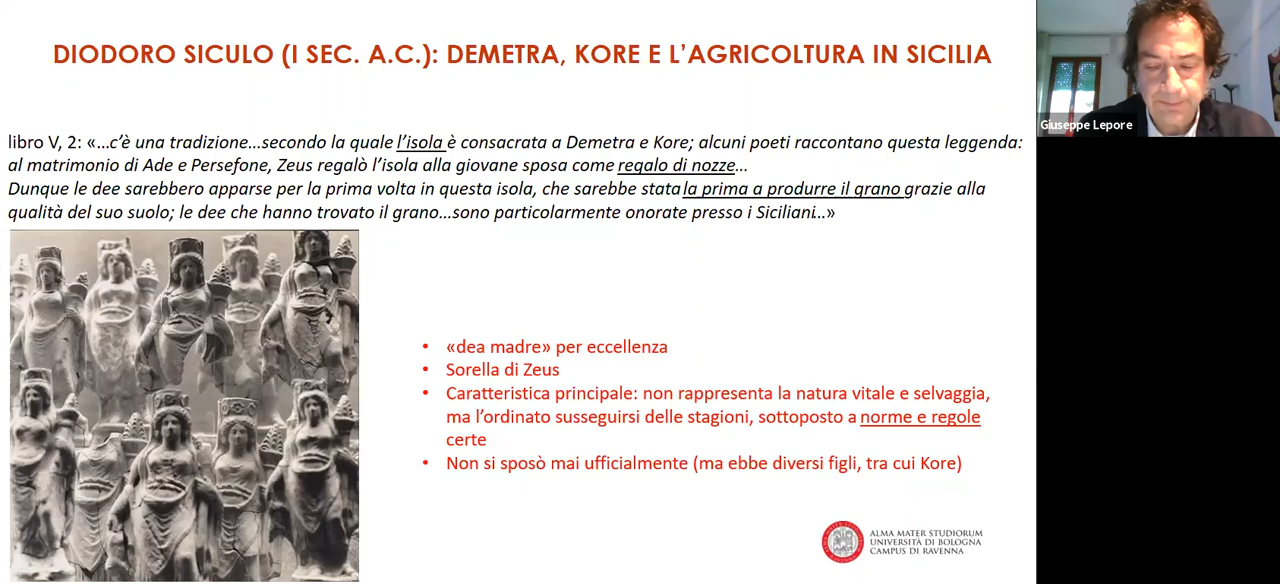 DIODORO SICULO (I SEC. A.C.): DEMETRA, KORE E L'AGRICOLTURA IN SICILIA
Giuseppe Lepore
libro V, 2: «…c'è una tradizione…secondo la quale l'isola è consacrata a Demetra e Kore; alcuni poeti raccontano questa leggenda:
al matrimonio di Ade e Persefone, Zeus regalò l'isola alla giovane sposa come regalo di nozze…
Dunque le dee sarebbero apparse per la prima volta in questa isola, che sarebbe stata la prima a produrre il grano grazie alla
qualità del suo suolo; le dee che hanno trovato il grano…sono particolarmente onorate presso i Siciliani…»
• «dea madre» per eccellenza
• Sorella di Zeus
• Caratteristica principale: non rappresenta la natura vitale e selvaggia,
ma l'ordinato susseguirsi delle stagioni, sottoposto a norme e regole
certe
• Non si sposò mai ufficialmente (ma ebbe diversi figli, tra cui Kore)
ALMA MATER STUDIORUM
UNIVERSITÀ DI BOLOGNA
CAMPUS DI RAVENNA